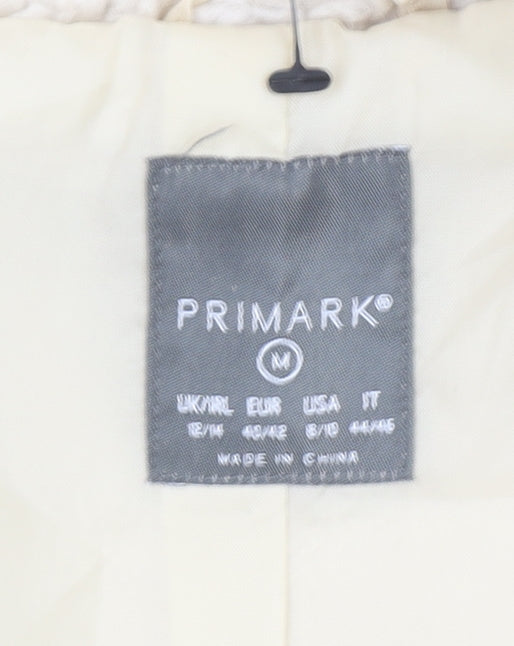 PRIMARK®
M
UK/IRL EUR USA IT
12/14 40/42 8/10 44/46
MADE IN CHINA